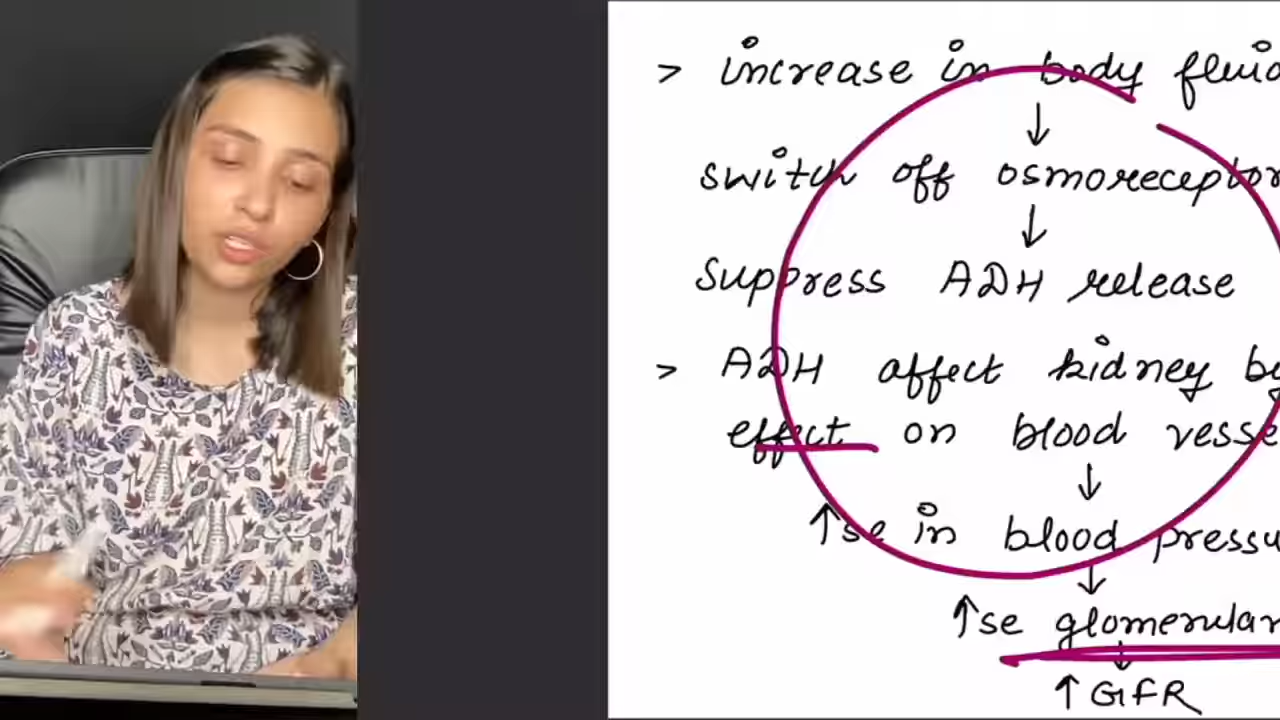 > increase in body fluid
↓
switch off osmoreceptor
↓
suppress ADH release
> ADH affect kidney by
effect on blood vesse
↓
↑se in blood pressu
↓
↑se glomerular
↓
↑ GFR